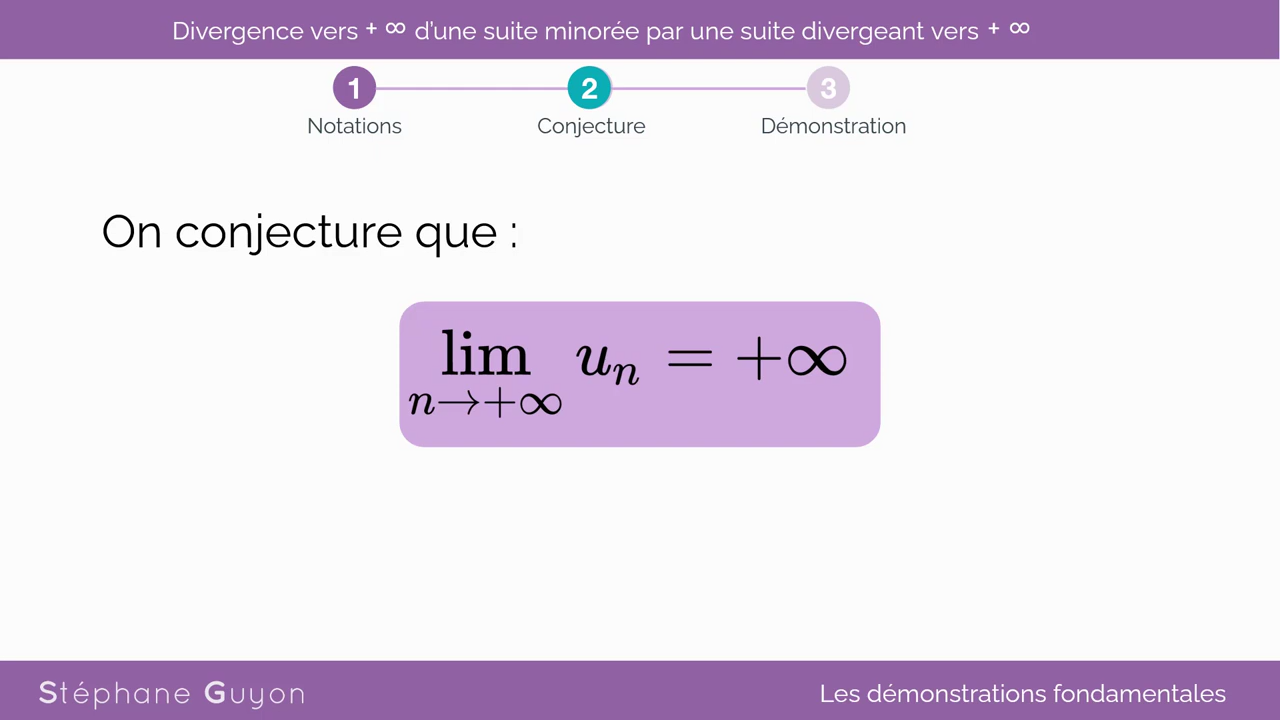 Divergence vers + ∞ d'une suite minorée par une suite divergeant vers + ∞
1 2 3
Notations Conjecture Démonstration
On conjecture que :
lim u_n = +∞
n→+∞
Stéphane Guyon Les démonstrations fondamentales